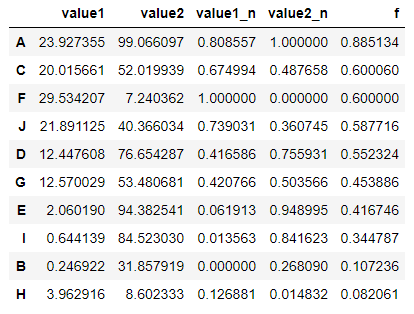 value1 value2 value1_n value2_n f
A 23.927355 99.066097 0.808557 1.000000 0.885134
C 20.015661 52.019939 0.674994 0.487658 0.600060
F 29.534207 7.240362 1.000000 0.000000 0.600000
J 21.891125 40.366034 0.739031 0.360745 0.587716
D 12.447608 76.654287 0.416586 0.755931 0.552324
G 12.570029 53.480681 0.420766 0.503566 0.453886
E 2.060190 94.382541 0.061913 0.948995 0.416746
I 0.644139 84.523030 0.013563 0.841623 0.344787
B 0.246922 31.857919 0.000000 0.268090 0.107236
H 3.962916 8.602333 0.126881 0.014832 0.082061